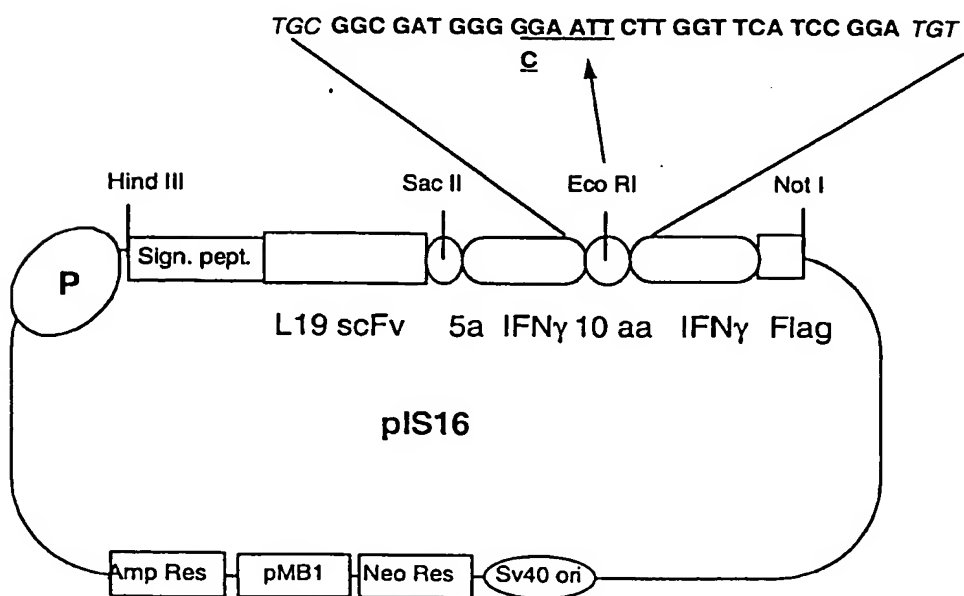 TGC GGC GAT GGG GGA ATT CTT GGT TCA TCC GGA TGT
C
Hind III Sac II Eco RI Not I
P Sign. pept.
L19 scFv 5a IFNγ 10 aa IFNγ Flag
pIS16
Amp Res pMB1 Neo Res Sv40 ori